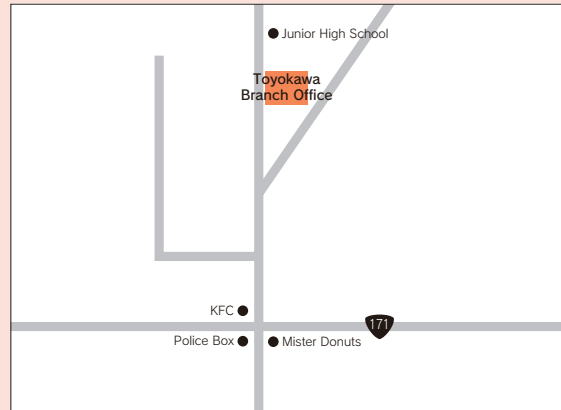 Junior High School
Toyokawa
Branch Office
KFC
171
Police Box
Mister Donuts